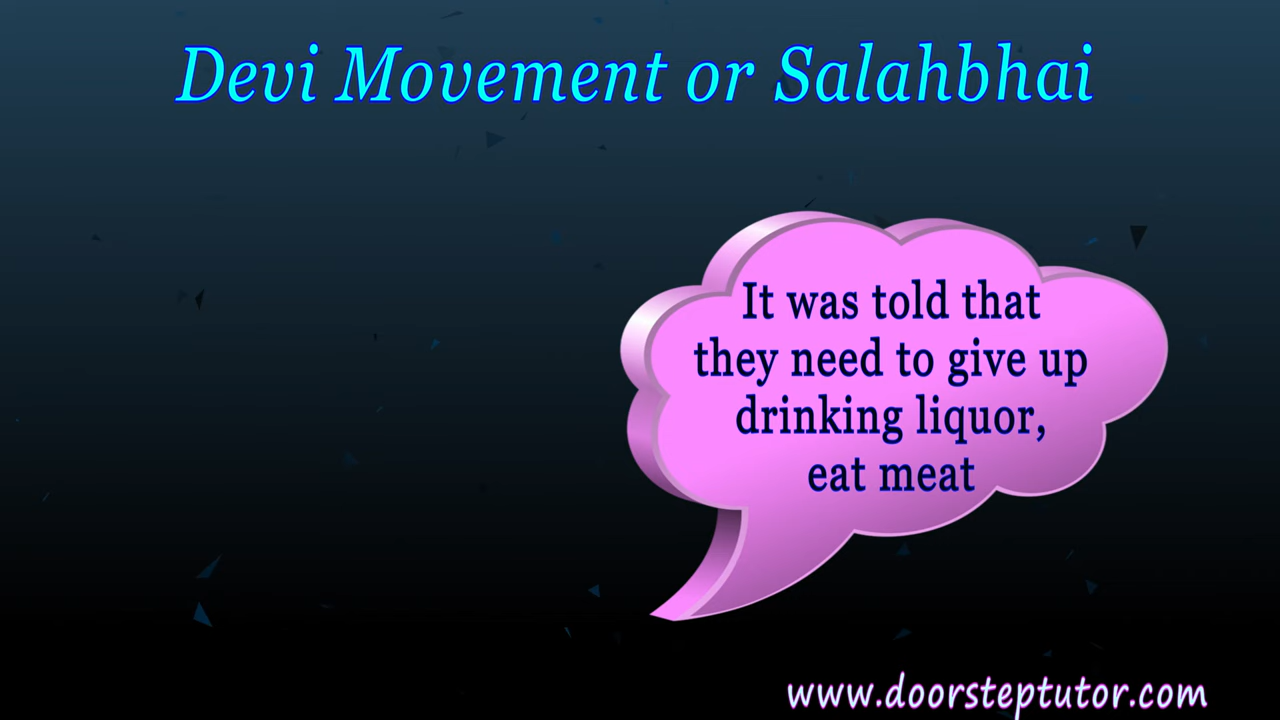 Devi Movement or Salahbhai
It was told that
they need to give up
drinking liquor,
eat meat
www.doorsteptutor.com